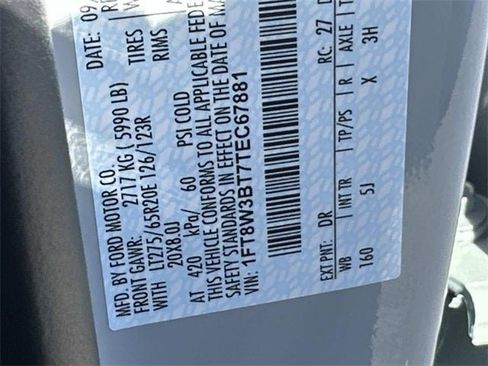 MFD. BY FORD MOTOR CO.
09/
FRONT GAWR: 2717 KG ( 5990 LB)
WITH LT275/65R20E 126/123R TIRES
20X8.0J RIMS
AT 420 kPa/ 60 PSI COLD
THIS VEHICLE CONFORMS TO ALL APPLICABLE FEDE
SAFETY STANDARDS IN EFFECT ON THE DATE OF MA
VIN: 1FT8W3BT7TEC67881
EXT PNT: DR RC: 27
WB INT TR TP/PS R AXLE
160 5J X 3H